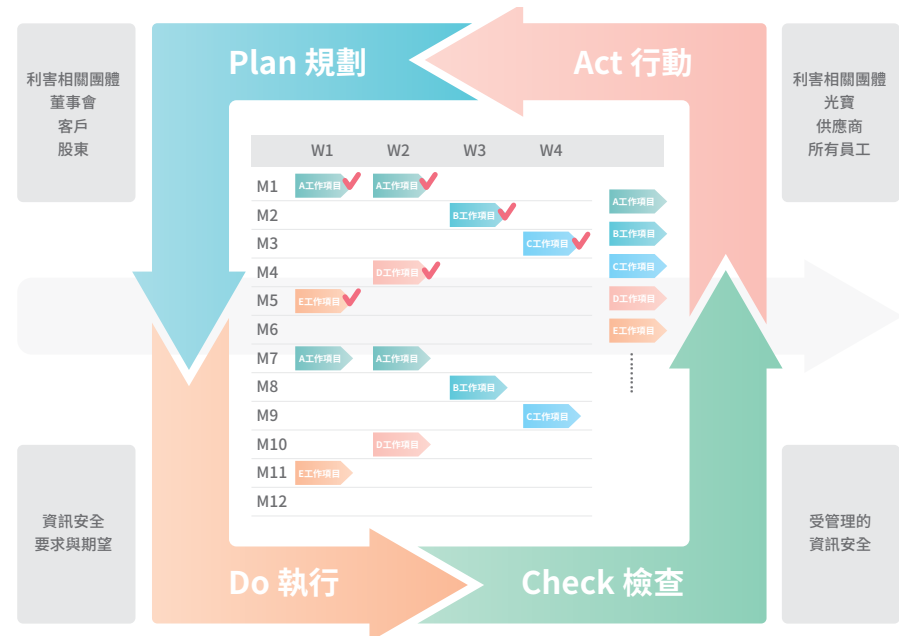 Plan 規劃
Act 行動
利害相關團體
董事會
客戶
股東
利害相關團體
光寶
供應商
所有員工
W1 W2 W3 W4
M1 A工作項目 A工作項目
A工作項目
M2 B工作項目
B工作項目
M3 C工作項目
C工作項目
M4 D工作項目
D工作項目
M5 E工作項目
E工作項目
M6
M7 A工作項目 A工作項目
M8 B工作項目
M9 C工作項目
M10 D工作項目
M11 E工作項目
M12
資訊安全
要求與期望
受管理的
資訊安全
Do 執行
Check 檢查